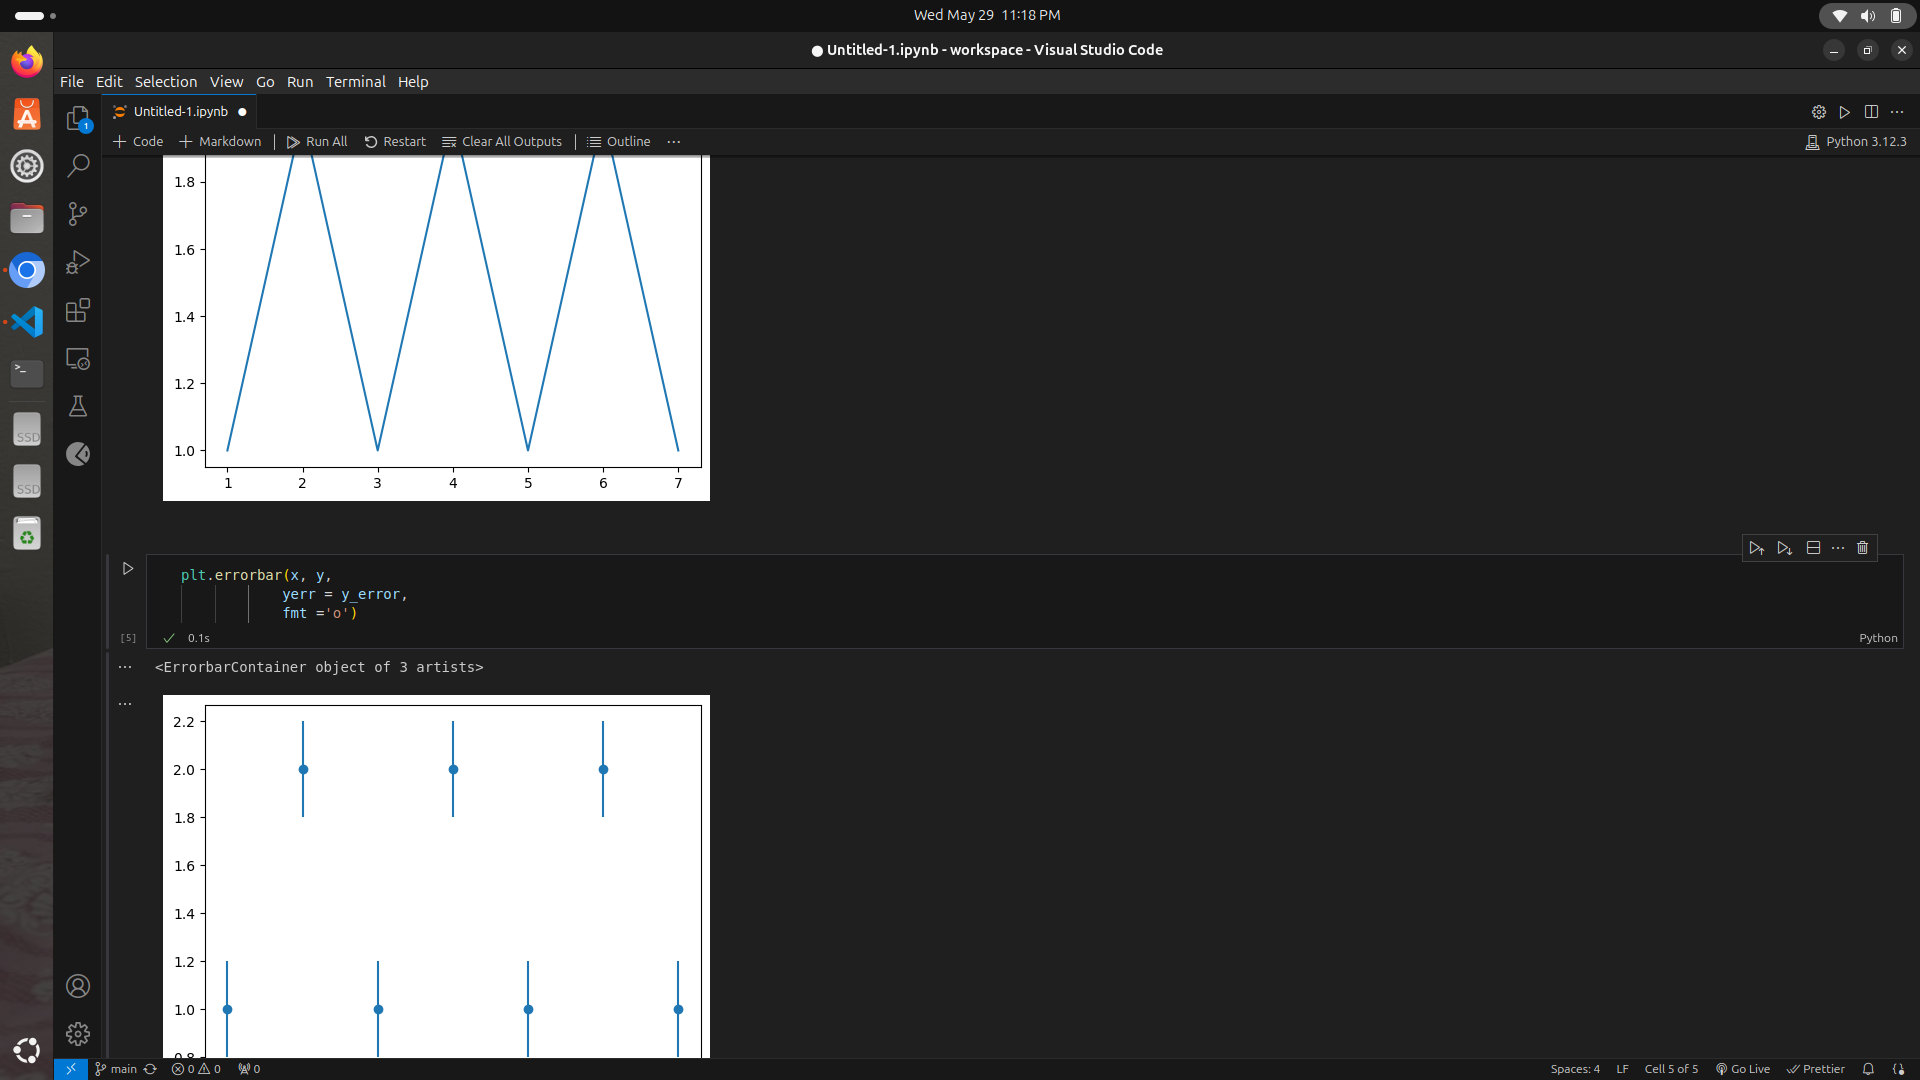 Wed May 29 11:18 PM
● Untitled-1.ipynb - workspace - Visual Studio Code
File Edit Selection View Go Run Terminal Help
1
Untitled-1.ipynb
Code Markdown Run All Restart Clear All Outputs Outline ··· Python 3.12.3
1.8
1.6
1.4
1.2
1.0
1 2 3 4 5 6 7
plt.errorbar(x, y,
yerr = y_error,
fmt ='o')
[5] 0.1s Python
<ErrorbarContainer object of 3 artists>
2.2
2.0
1.8
1.6
1.4
1.2
1.0
0.8
SSD
SSD
main 0 0 0 Spaces: 4 LF Cell 5 of 5 Go Live Prettier